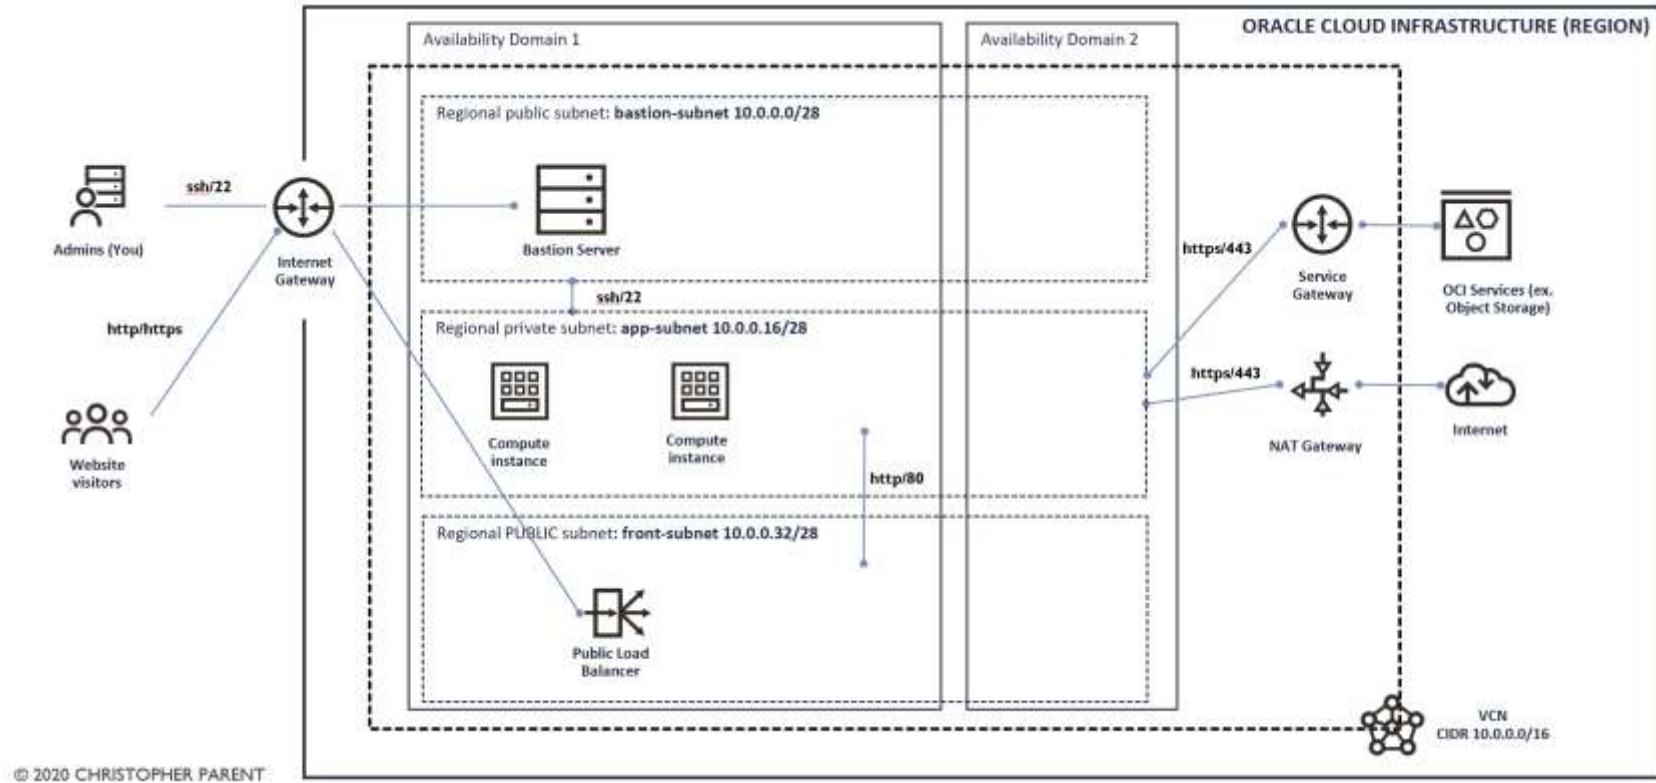 ORACLE CLOUD INFRASTRUCTURE (REGION)
Availability Domain 1
Availability Domain 2
Regional public subnet: bastion-subnet 10.0.0.0/28
Bastion Server
ssh/22
Admins (You)
Internet
Gateway
http/https
Website
visitors
ssh/22
Regional private subnet: app-subnet 10.0.0.16/28
Compute
instance
Compute
instance
http/80
Regional PUBLIC subnet: front-subnet 10.0.0.32/28
Public Load
Balancer
https/443
Service
Gateway
OCI Services (ex.
Object Storage)
https/443
NAT Gateway
Internet
VCN
CIDR 10.0.0.0/16
© 2020 CHRISTOPHER PARENT